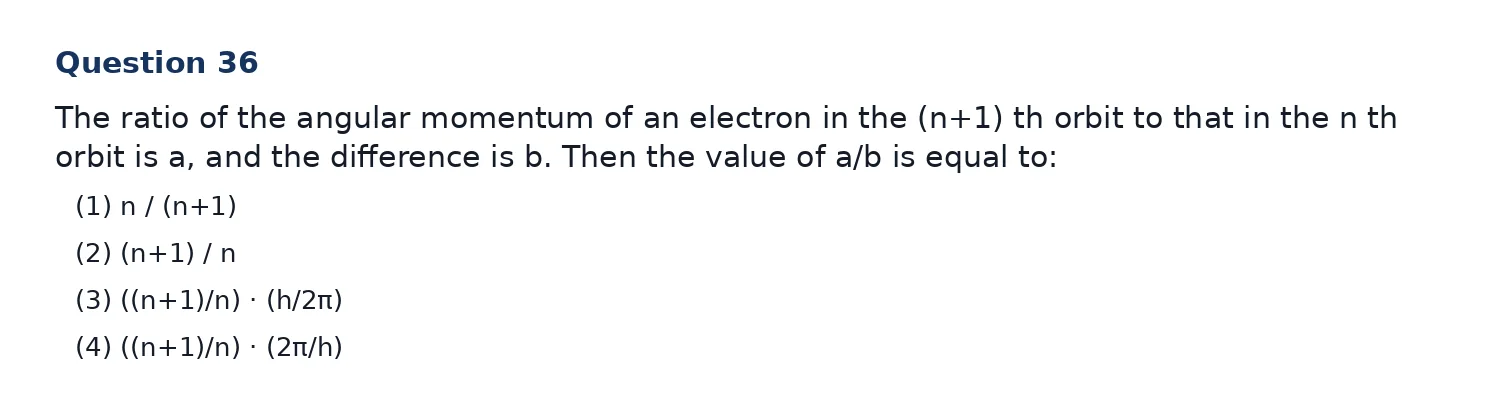 Question 36
The ratio of the angular momentum of an electron in the (n+1) th orbit to that in the n th
orbit is a, and the difference is b. Then the value of a/b is equal to:
(1) n / (n+1)
(2) (n+1) / n
(3) ((n+1)/n) · (h/2π)
(4) ((n+1)/n) · (2π/h)